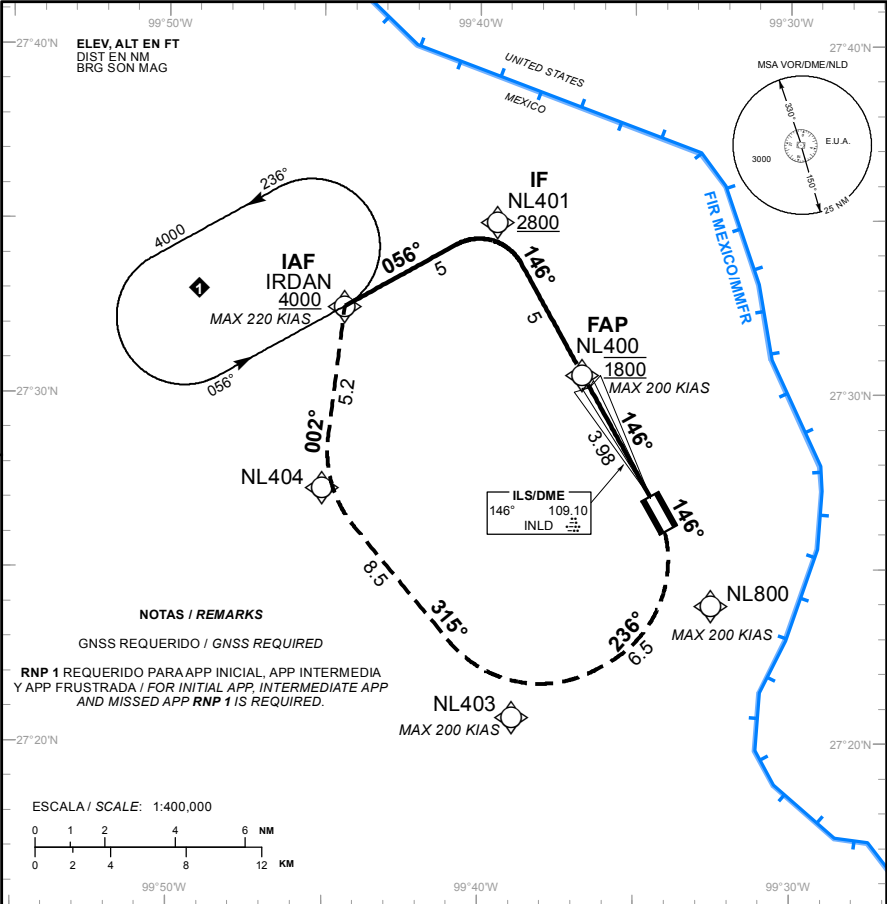 99°50'W
99°40'W
99°30'W
27°40'N
27°40'N
ELEV, ALT EN FT
DIST EN NM
BRG SON MAG
UNITED STATES
MEXICO
MSA VOR/DME/NLD
330°
E.U.A.
3000
150°
25 NM
FIR MEXICO/MMFR
236°
4000
1
056°
IAF
IRDAN
4000
MAX 220 KIAS
056°
5
IF
NL401
2800
146°
5
FAP
NL400
1800
MAX 200 KIAS
27°30'N
27°30'N
146°
3.98
5.2
002°
NL404
ILS/DME
146° 109.10
INLD
146°
8.5
315°
236°
6.5
NL800
MAX 200 KIAS
NL403
MAX 200 KIAS
NOTAS / REMARKS
GNSS REQUERIDO / GNSS REQUIRED
RNP 1 REQUERIDO PARA APP INICIAL, APP INTERMEDIA
Y APP FRUSTRADA / FOR INITIAL APP, INTERMEDIATE APP
AND MISSED APP RNP 1 IS REQUIRED.
27°20'N
27°20'N
ESCALA / SCALE: 1:400,000
0 1 2 4 6 NM
0 2 4 8 12 KM
99°50'W
99°40'W
99°30'W